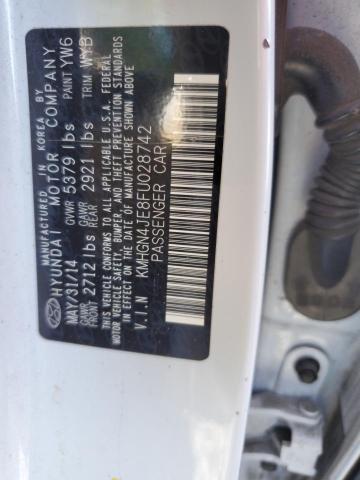 MANUFACTURED IN KOREA BY
HYUNDAI MOTOR COMPANY
MAY/31/14 GVWR 5379 lbs PAINT YW6
GAWR FRONT 2712 lbs GAWR REAR 2921 lbs TRIM WYB
THIS VEHICLE CONFORMS TO ALL APPLICABLE U.S.A. FEDERAL
MOTOR VEHICLE SAFETY, BUMPER, AND THEFT PREVENTION STANDARDS
IN EFFECT ON THE DATE OF MANUFACTURE SHOWN ABOVE.
V.I.N KMHGN4JE8FU028742
PASSENGER CAR